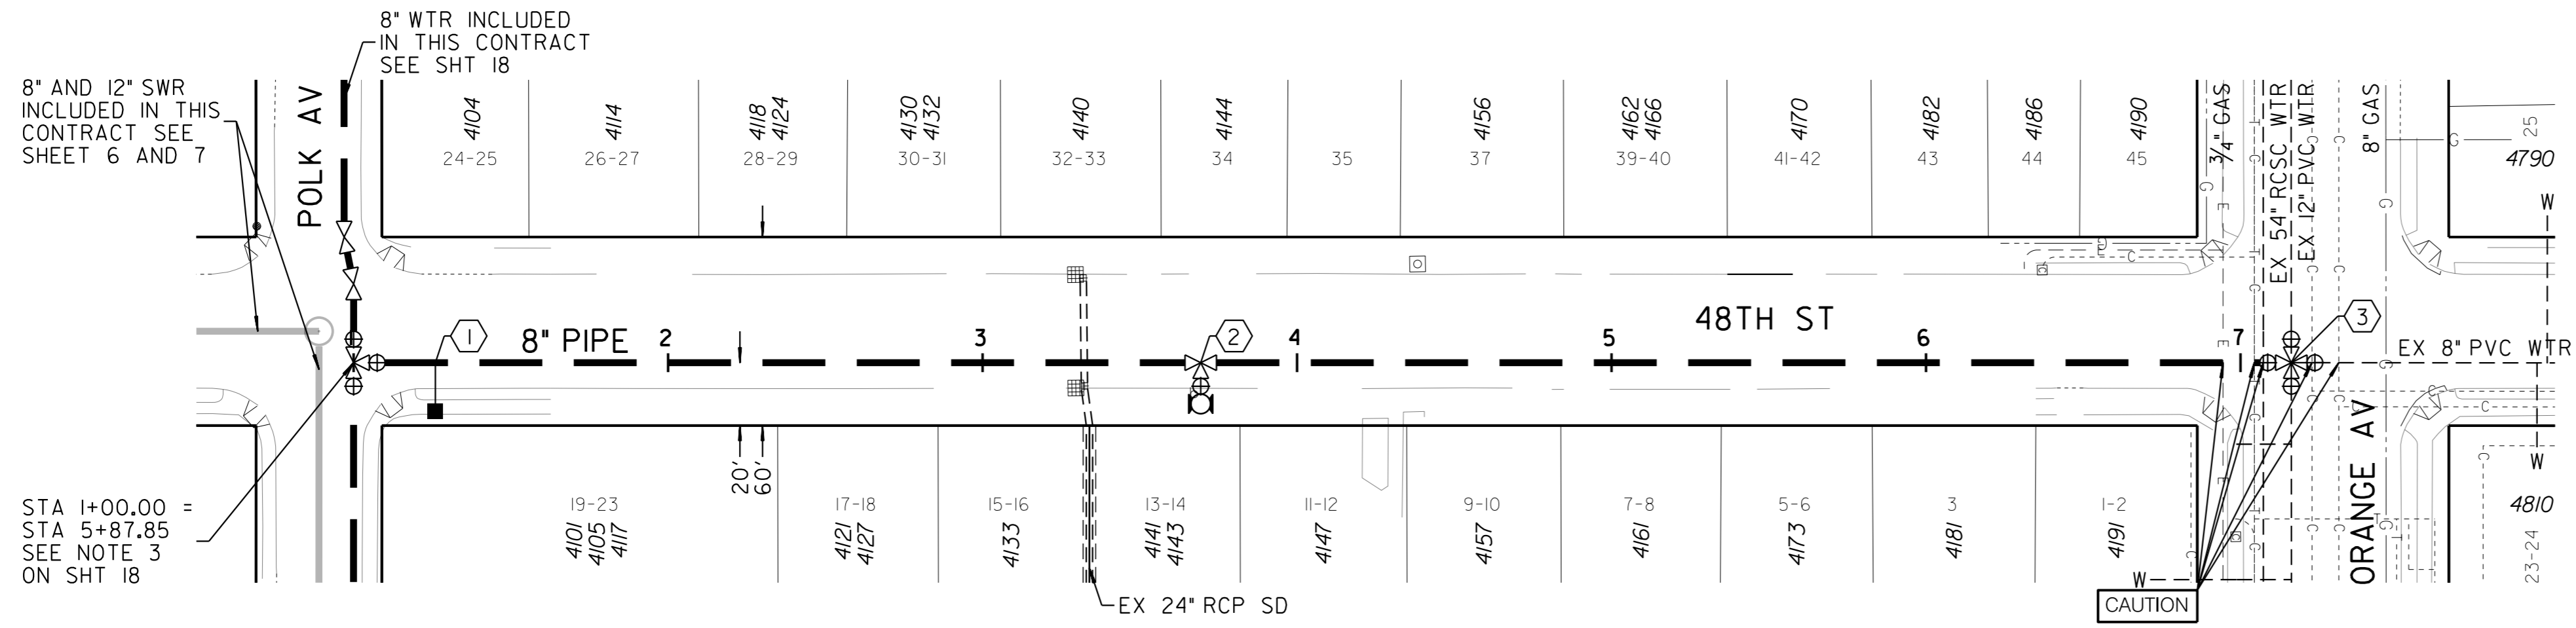 8" WTR INCLUDED
IN THIS CONTRACT
SEE SHT 18
8" AND 12" SWR
INCLUDED IN THIS
CONTRACT SEE
SHEET 6 AND 7
POLK AV
4104
24-25
4114
26-27
4118
4124
28-29
4130
4132
30-31
4140
32-33
4144
34
35
4156
37
4162
4166
39-40
4170
41-42
4182
43
4186
44
4190
45
3/4" GAS
EX 54" RCSC WTR
EX 12" PVC WTR
8" GAS
25
4790
W
1
8" PIPE
2
3
2
4
5
48TH ST
6
7
3
EX 8" PVC WTR
20'
60'
STA 1+00.00 =
STA 5+87.85
SEE NOTE 3
ON SHT 18
19-23
4101
4105
4117
17-18
4121
4127
15-16
4133
13-14
4141
4143
11-12
4147
9-10
4157
7-8
4161
5-6
4173
3
4181
1-2
4191
ORANGE AV
W
4810
23-24
W
EX 24" RCP SD
CAUTION